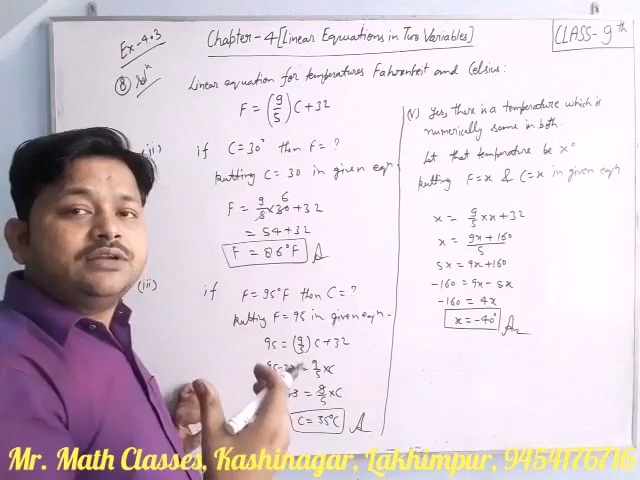 Ex-4.3
Chapter-4 [Linear Equations in Two Variables]
CLASS- 9th
(8) Solⁿ
Linear equation for temperatures Fahrenheit and Celsius:
F = (9/5) C + 32
(ii) if C = 30° then F = ?
putting C = 30 in given eqn.
F = 9/5 × 30 6 + 32
= 54 + 32
F = 86°F A
(iii) if F = 95°F then C = ?
putting F = 95 in given eqn.
95 = (9/5) C + 32
95-32 = 9/5 × C
= 9/5 × C
C = 35°C A
(v) Yes, there is a temperature which is
numerically same in both.
Let that temperature be x°
putting F = x & C = x in given eqn
x = 9/5 × x + 32
x = 9x + 160 / 5
5x = 9x + 160
-160 = 9x - 5x
-160 = 4x
x = -40° Ans
Mr. Math Classes, Kashinagar, Lakhimpur, 9454176716